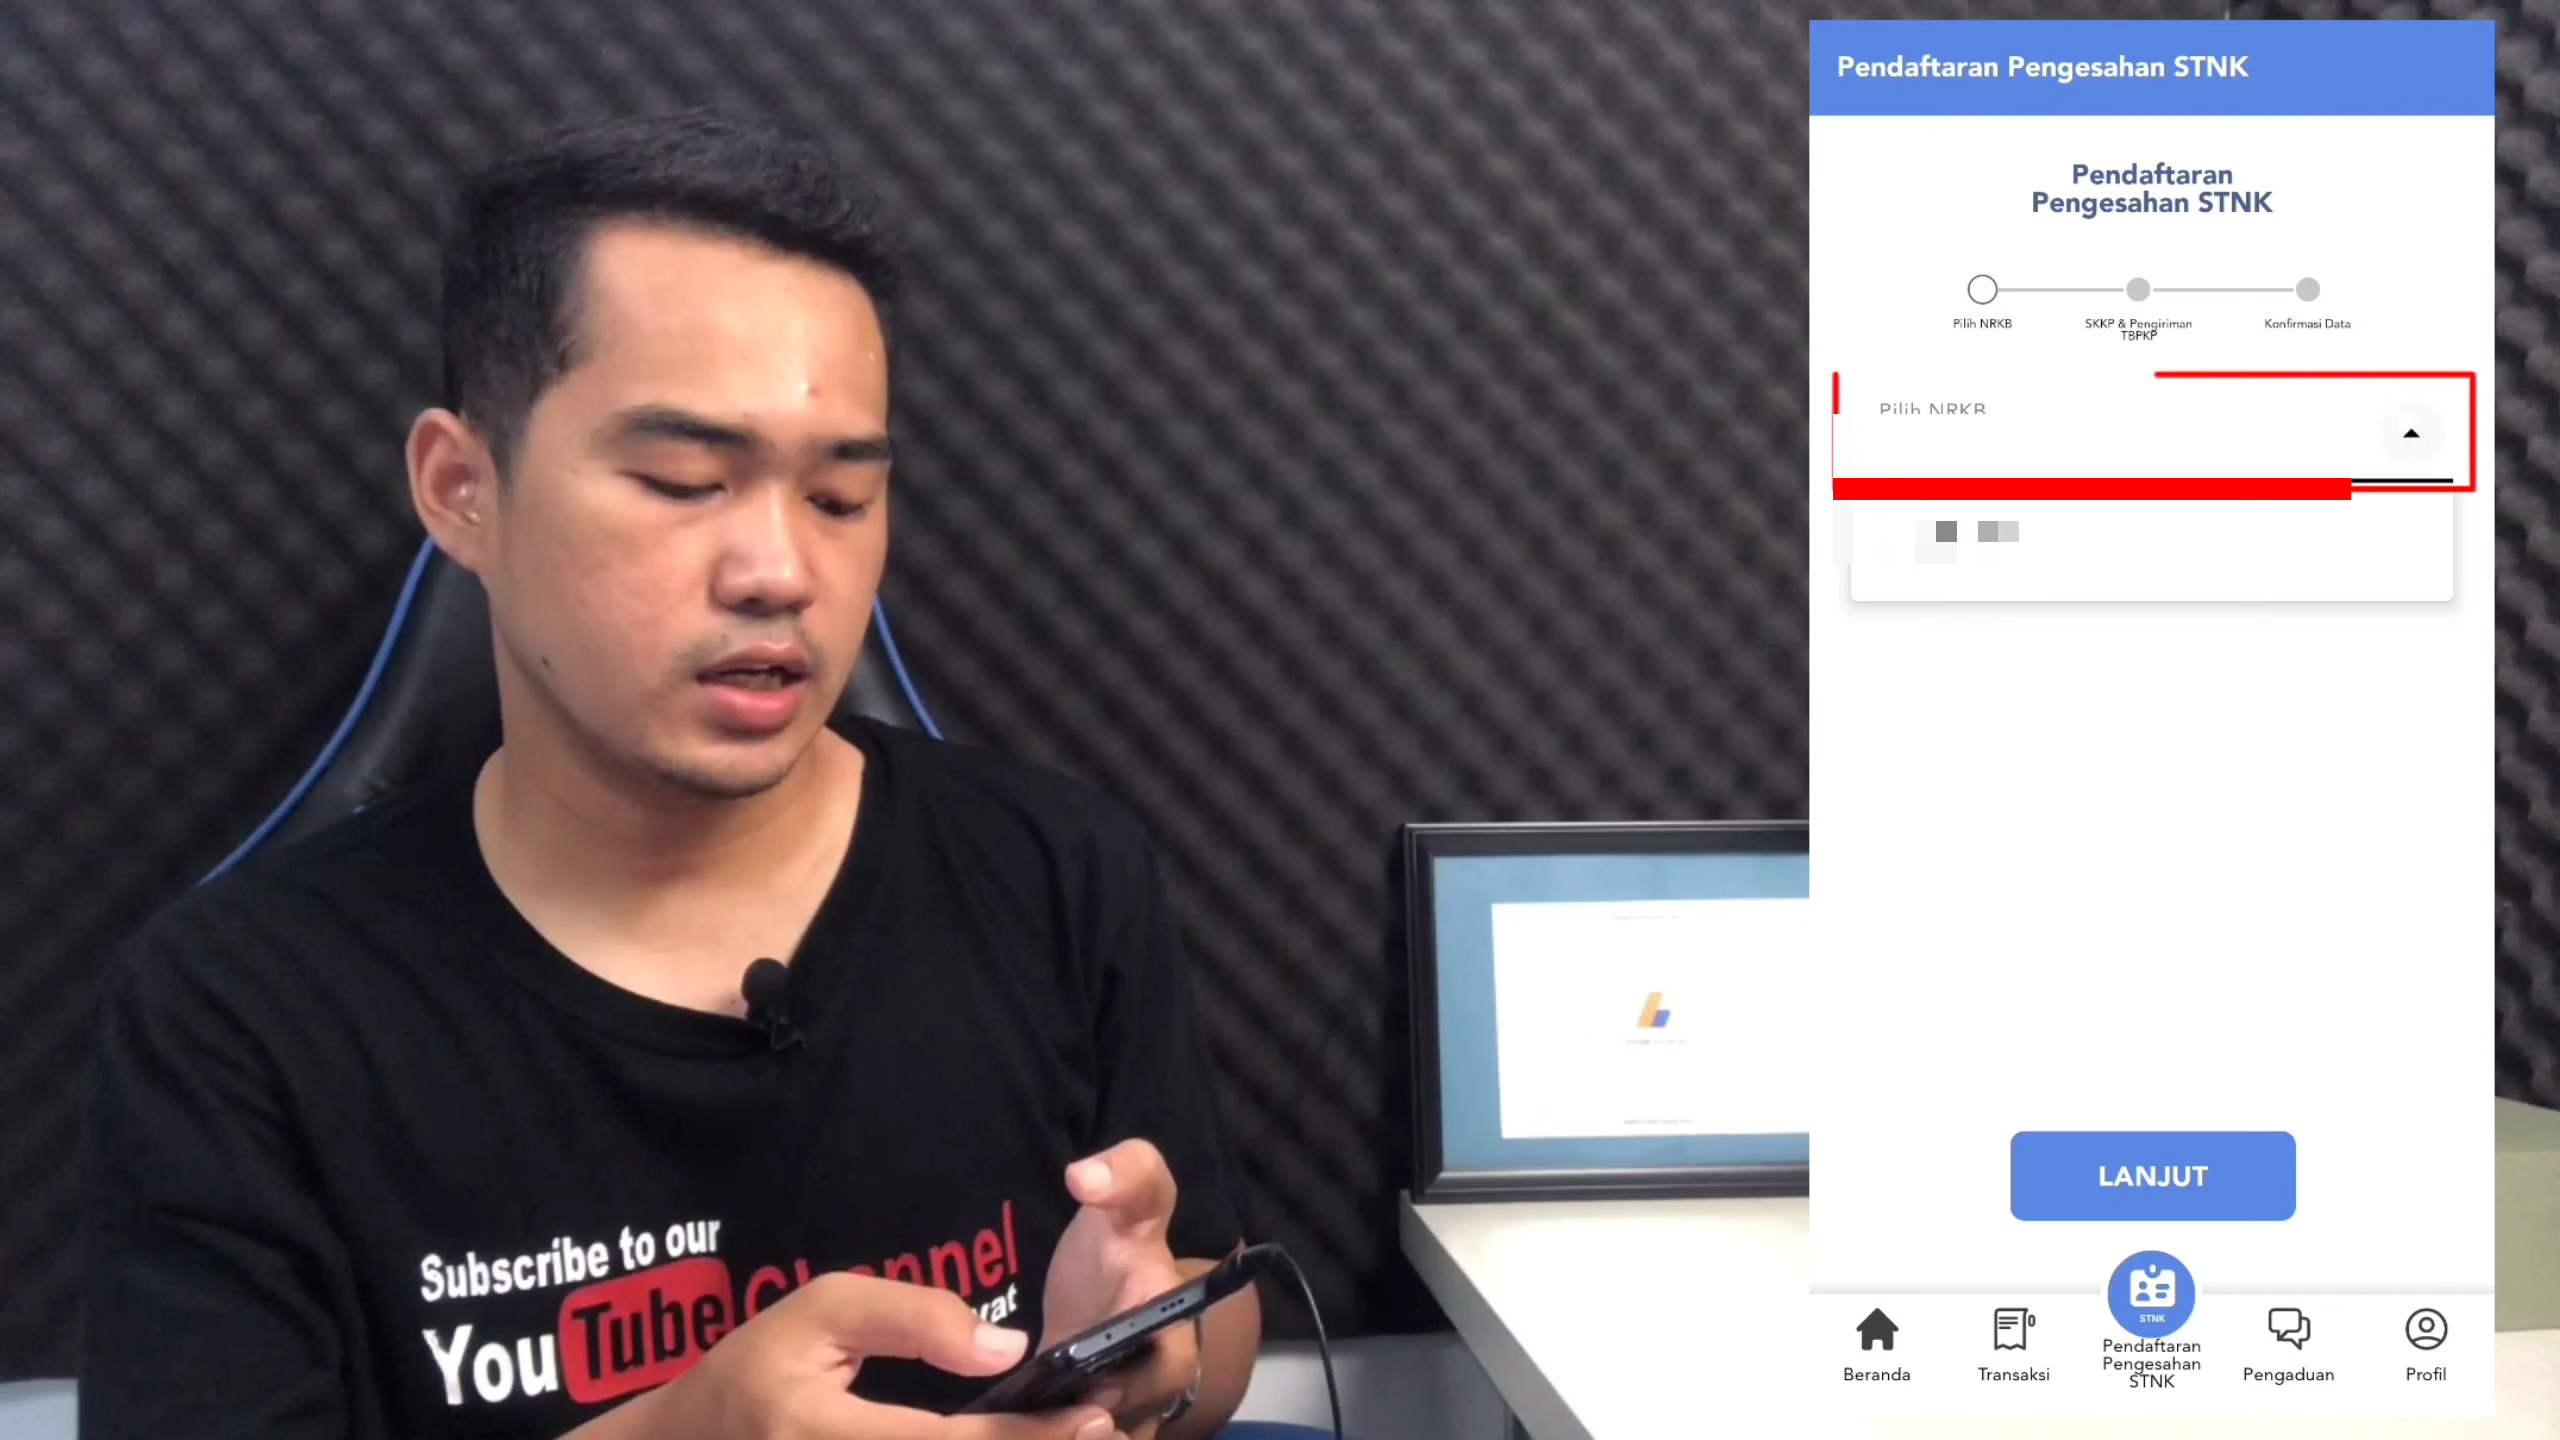 Pendaftaran Pengesahan STNK
Pendaftaran
Pengesahan STNK
Pilih NRKB
SKKP & Pengiriman
TBPKP
Konfirmasi Data
Pilih NRKB
LANJUT
STNK
Beranda
Transaksi
Pendaftaran
Pengesahan
STNK
Pengaduan
Profil
Subscribe to our
YouTube Channel